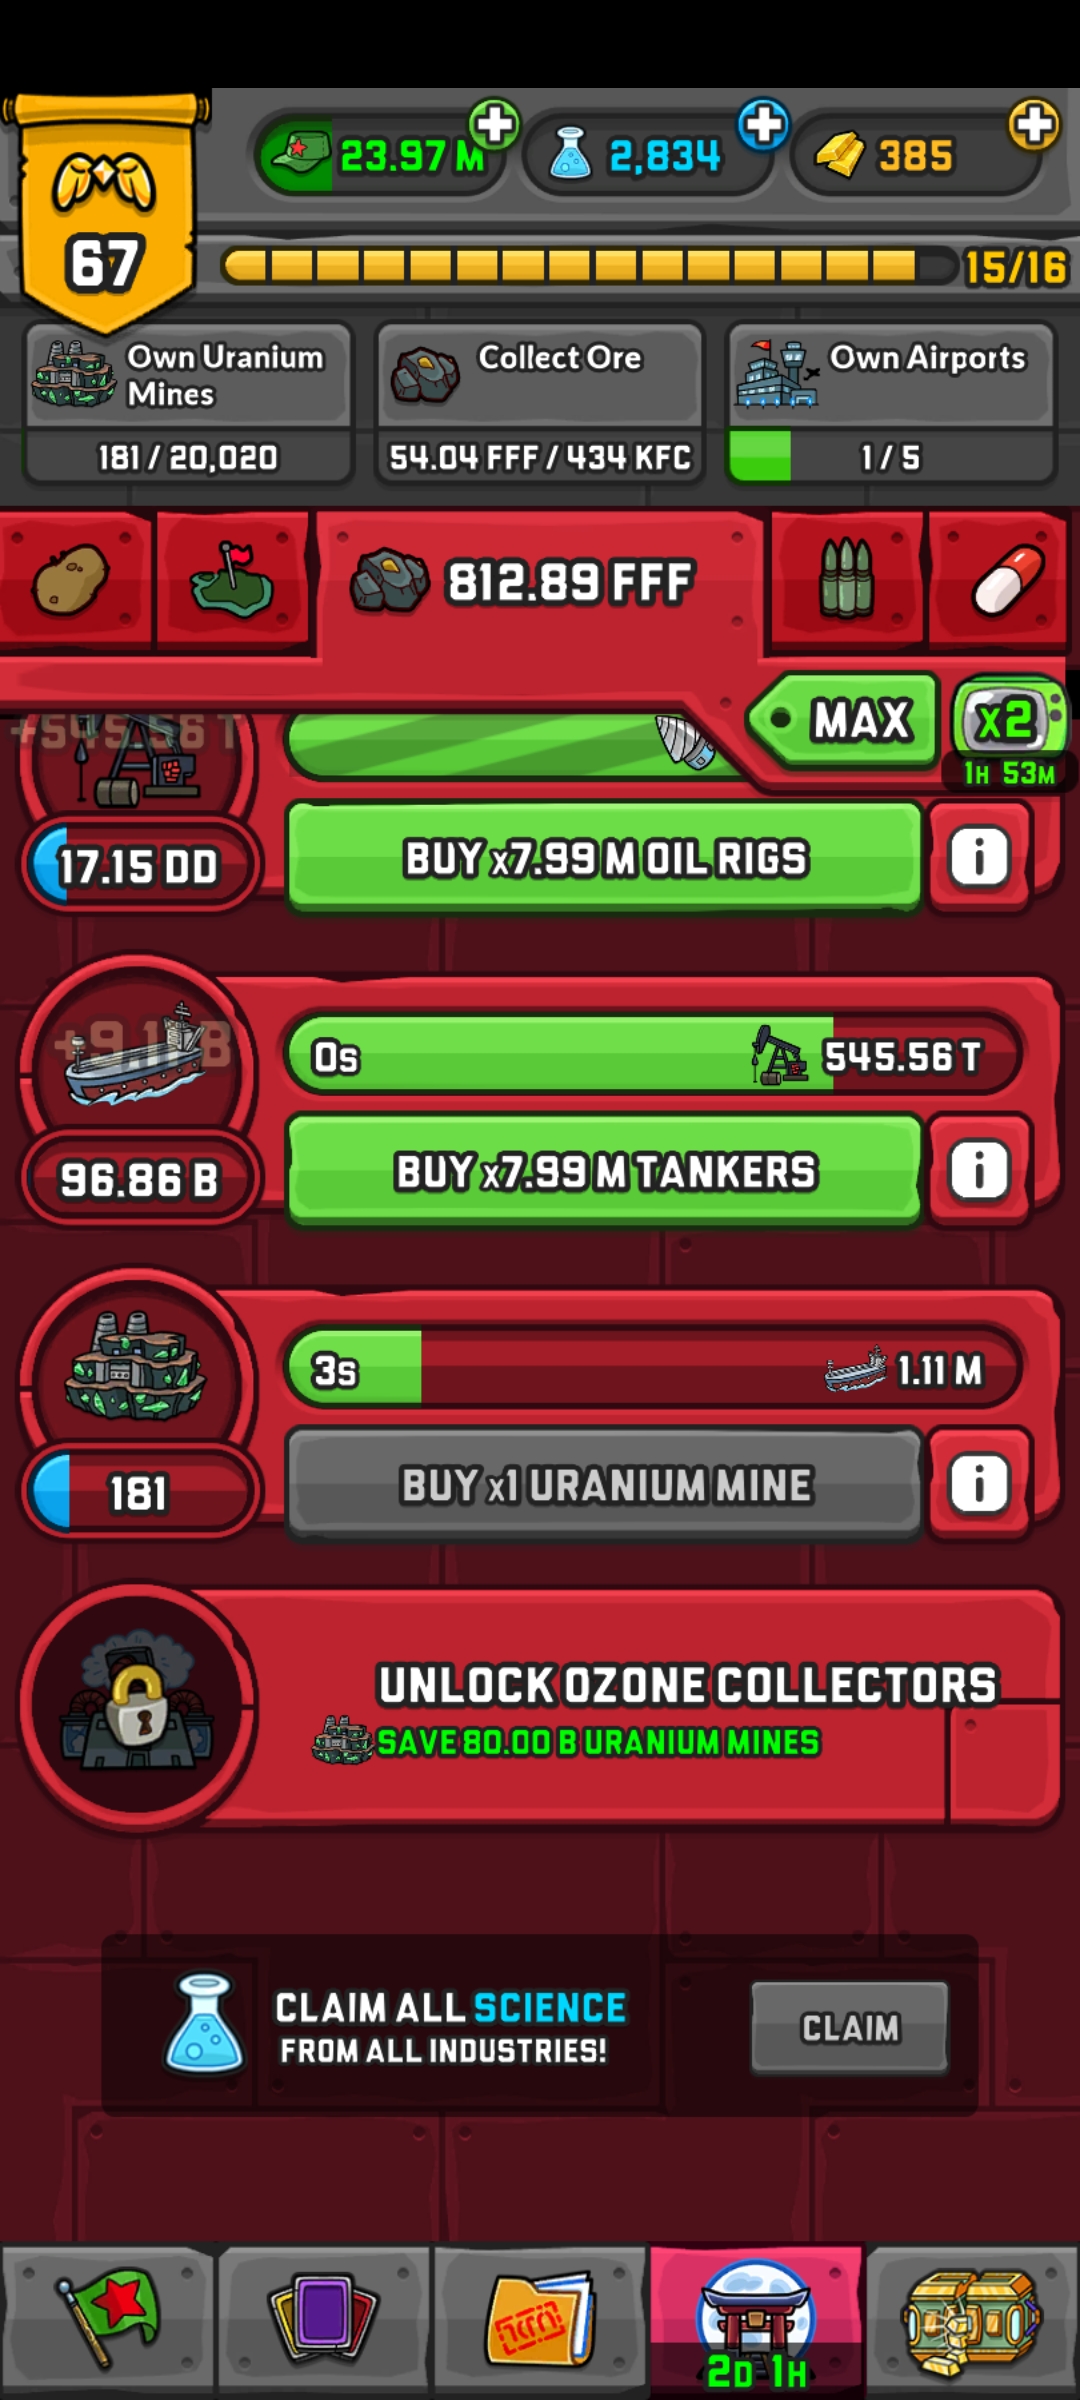 23.97 M
2,834
385
67
15/16
Own Uranium
Mines
181 / 20,020
Collect Ore
54.04 FFF / 434 KFC
Own Airports
1 / 5
812.89 FFF
MAX
X2
1H 53M
+545.56 T
17.15 DD
BUY x7.99 M OIL RIGS
i
0s
545.56 T
96.86 B
BUY x7.99 M TANKERS
i
3s
1.11 M
181
BUY x1 URANIUM MINE
i
UNLOCK OZONE COLLECTORS
SAVE 80.00 B URANIUM MINES
CLAIM ALL SCIENCE
FROM ALL INDUSTRIES!
CLAIM
2D 1H